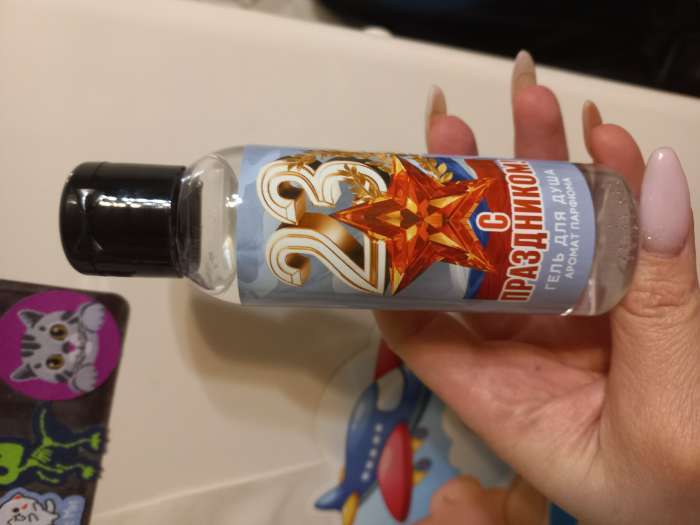 23
С
ПРАЗДНИКОМ!
ГЕЛЬ ДЛЯ ДУША
АРОМАТ ПАРФЮМА